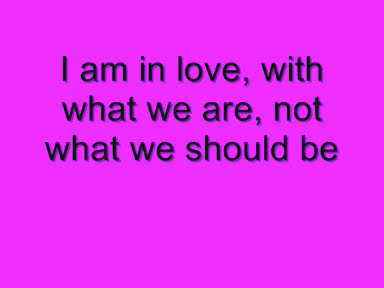 I am in love, with
what we are, not
what we should be